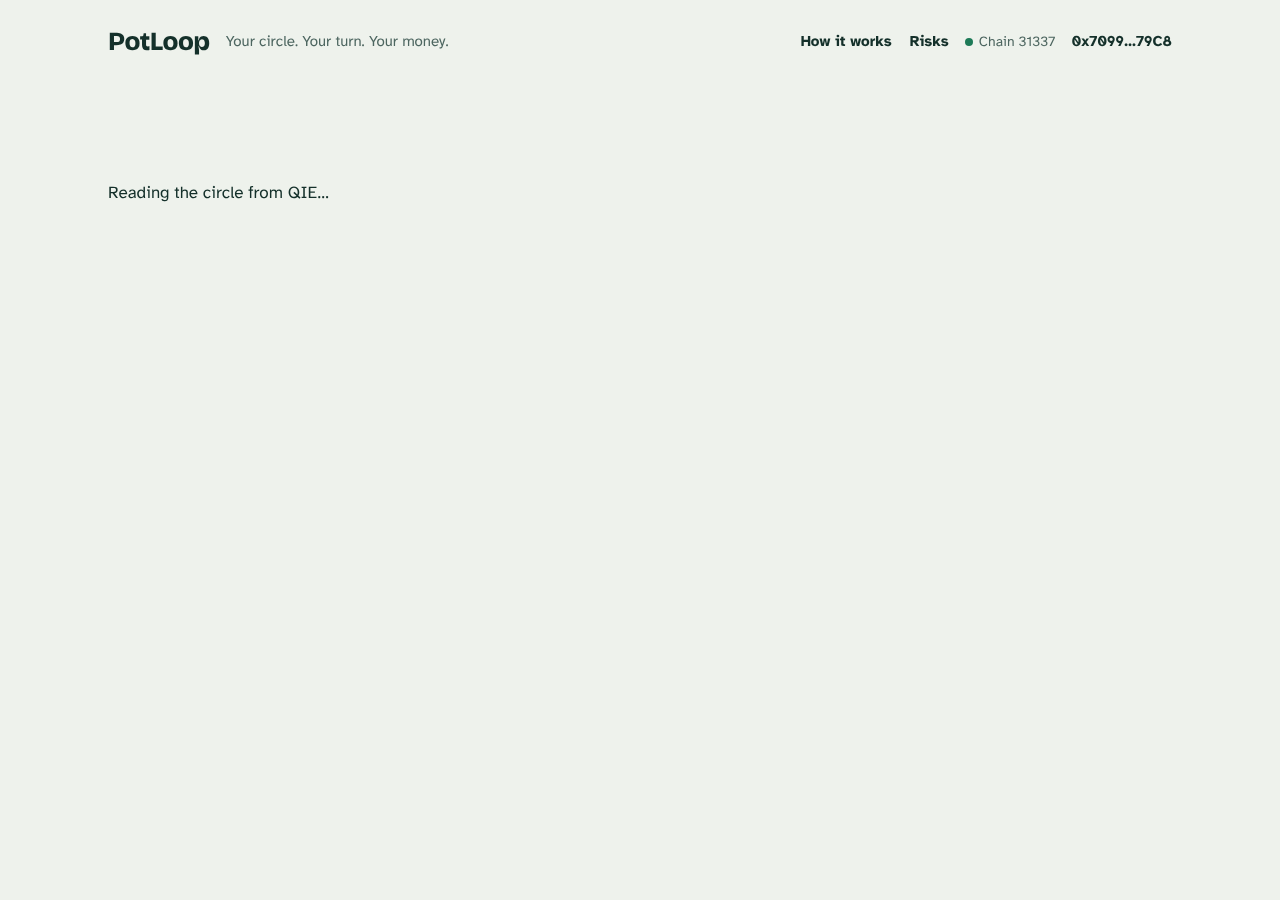 PotLoop Your circle. Your turn. Your money. How it works Risks Chain 31337 0x7099…79C8
Reading the circle from QIE…